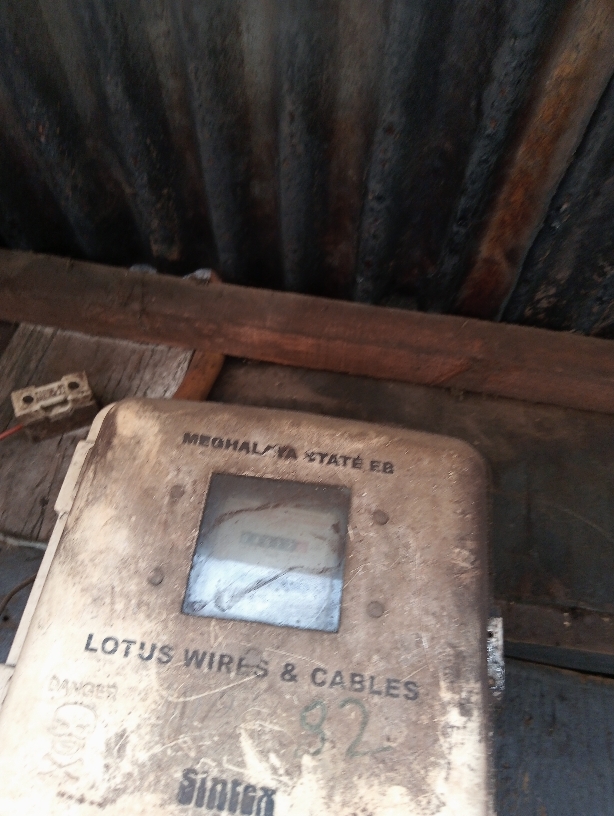 MEGHALAYA STATE EB
LOTUS WIRES & CABLES
DANGER
92
Sintex